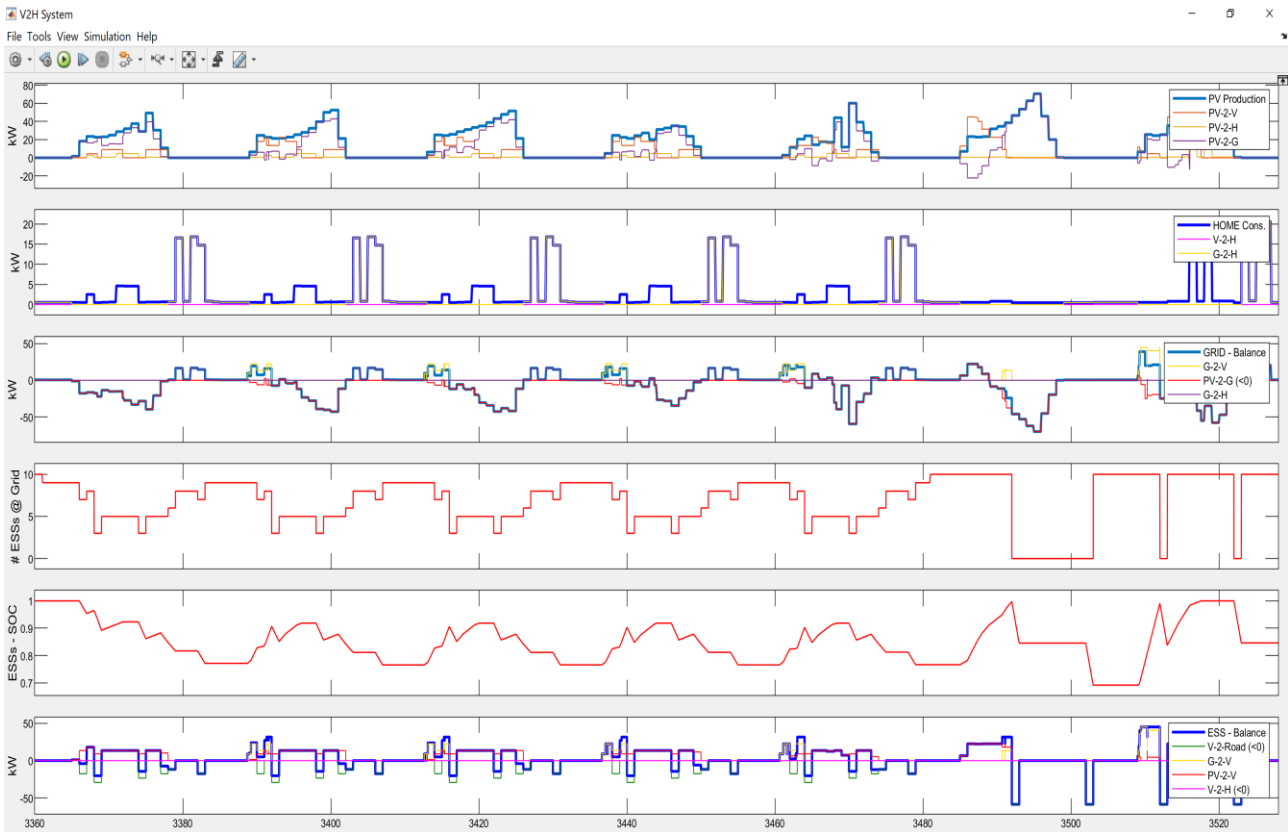 V2H System
File Tools View Simulation Help
80
60
40
20
0
-20
kW
PV Production
PV-2-V
PV-2-H
PV-2-G
20
15
10
5
0
kW
HOME Cons.
V-2-H
G-2-H
50
0
-50
kW
GRID - Balance
G-2-V
PV-2-G (<0)
G-2-H
10
5
0
# ESSs @ Grid
1
0.9
0.8
0.7
ESSs - SOC
50
0
-50
kW
ESS - Balance
V-2-Road (<0)
G-2-V
PV-2-V
V-2-H (<0)
3360 3380 3400 3420 3440 3460 3480 3500 3520